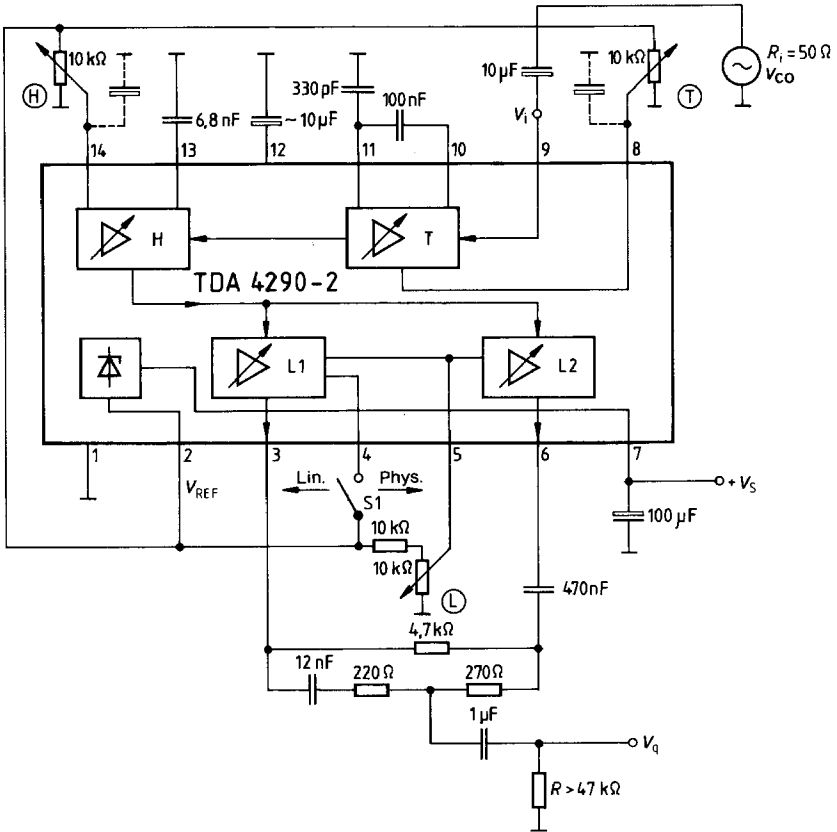 10 kΩ
H
6,8 nF
~10 µF
330 pF
100nF
10 µF
Vi
10 kΩ
T
Ri = 50 Ω
vCO
14 13 12 11 10 9 8
H
T
TDA 4290-2
L1
L2
1 2 3 4 5 6 7
VREF
Lin.
Phys.
S1
+ VS
100 µF
10 kΩ
10 kΩ
L
470nF
4,7 kΩ
12 nF
220 Ω
270Ω
1 µF
Vq
R > 47 kΩ